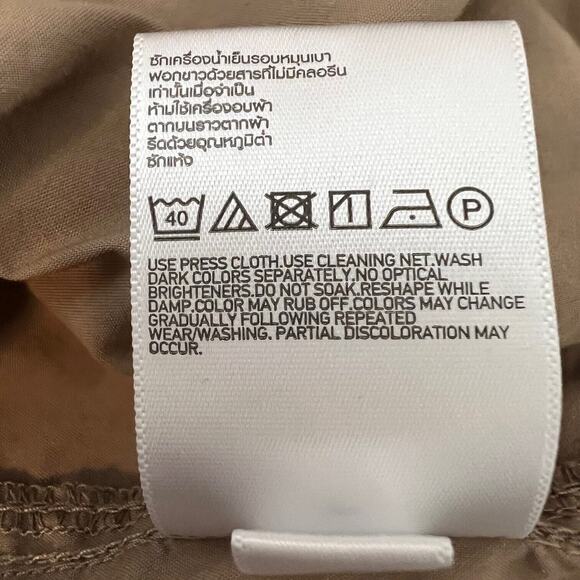 ซักเครื่องน้ำเย็นรอบหมุนเบา
ฟอกขาวด้วยสารที่ไม่มีคลอรีน
เท่านั้นเมื่อจำเป็น
ห้ามใช้เครื่องอบผ้า
ตากบนราวตากผ้า
รีดด้วยอุณหภูมิต่ำ
ซักแห้ง
40 P
USE PRESS CLOTH.USE CLEANING NET.WASH
DARK COLORS SEPARATELY.NO OPTICAL
BRIGHTENERS.DO NOT SOAK.RESHAPE WHILE
DAMP.COLOR MAY RUB OFF.COLORS MAY CHANGE
GRADUALLY FOLLOWING REPEATED
WEAR/WASHING. PARTIAL DISCOLORATION MAY
OCCUR.